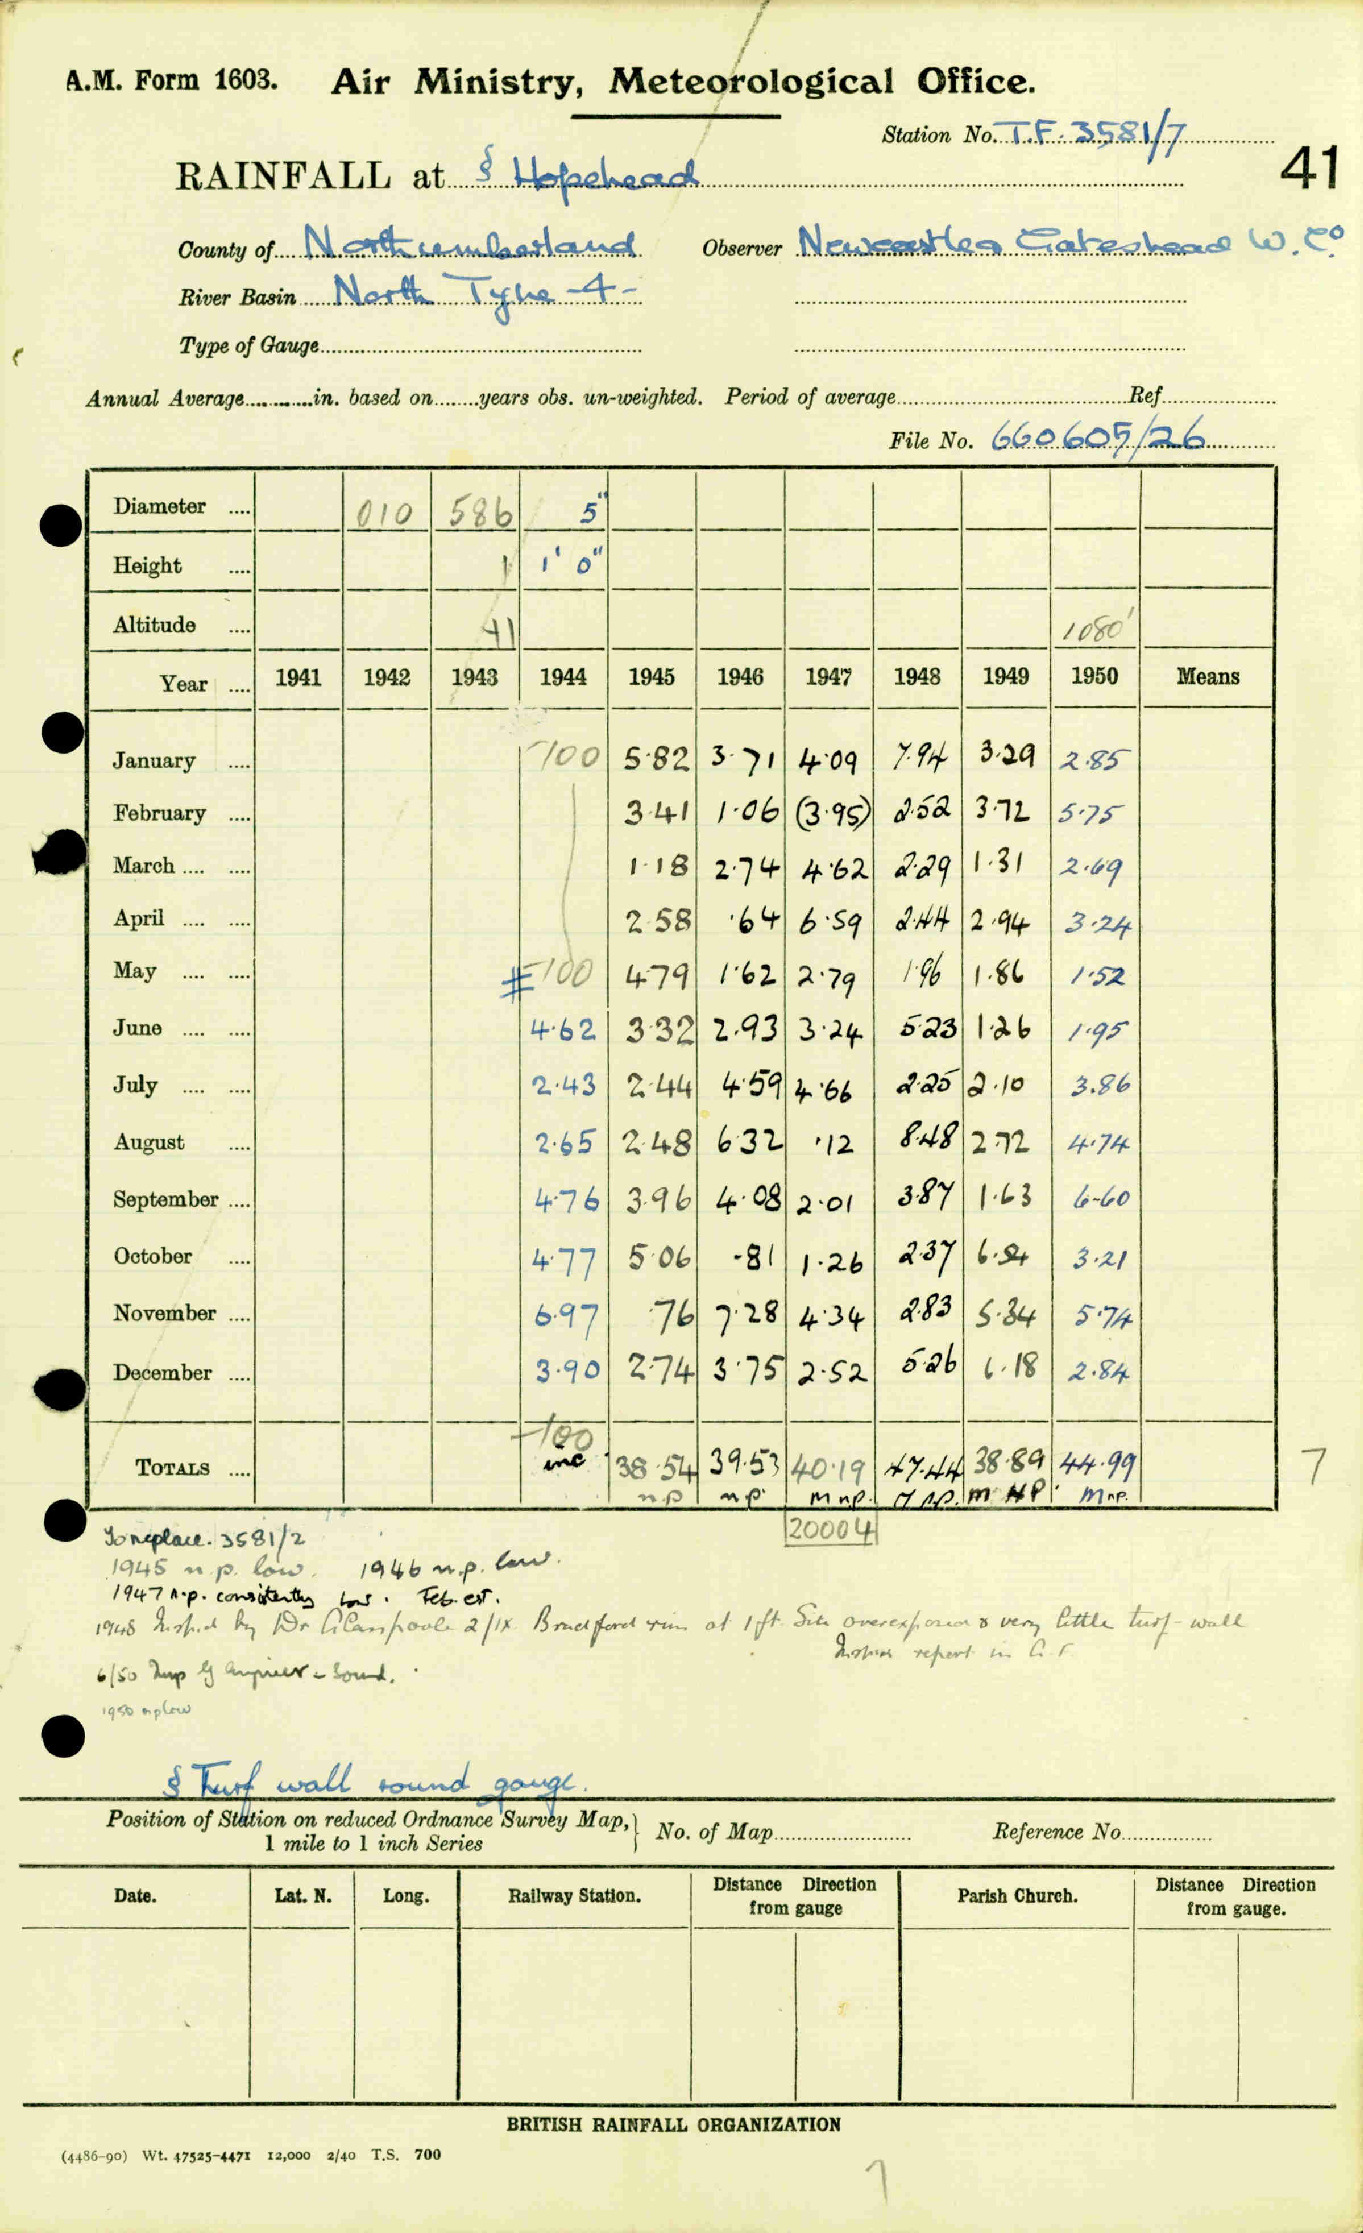 A.M. Form 1603. Air Ministry, Meteorological Office.
Station No. T.F. 3581/7
41
RAINFALL at § Hopehead
County of Northumberland Observer Newcastle & Gateshead W. Co.
River Basin North Tyne -4-
Type of Gauge
Annual Average in. based on years obs. un-weighted. Period of average Ref.
File No. 660605/26
Diameter .... 010 586 5"
Height .... 1 1' 0"
Altitude .... 41 1080'
Year .... 1941 1942 1943 1944 1945 1946 1947 1948 1949 1950 Means
January .... -100 5.82 3.71 4.09 7.94 3.29 2.85
February .... 3.41 1.06 (3.95) 2.52 3.72 5.75
March .... .... 1.18 2.74 4.62 2.29 1.31 2.69
April .... .... 2.58 .64 6.59 2.44 2.94 3.24
May .... .... -100 4.79 1.62 2.79 1.96 1.86 1.52
June .... .... 4.62 3.32 2.93 3.24 5.23 1.26 1.95
July .... .... 2.43 2.44 4.59 4.66 2.25 2.10 3.86
August .... 2.65 2.48 6.32 .12 8.48 2.72 4.74
September .... 4.76 3.96 4.08 2.01 3.87 1.63 6.60
October .... 4.77 5.06 .81 1.26 2.37 6.54 3.21
November .... 6.97 .76 7.28 4.34 2.83 5.34 5.74
December .... 3.90 2.74 3.75 2.52 5.26 6.18 2.84
-100
TOTALS .... inc 38.54 39.53 40.19 47.44 38.89 44.99 7
n.p n.p. M n.p. n.p. M N.P. M n.p.
20004
To replace. 3581/2
1945 n.p. low. 1946 n.p. low.
1947 n.p. consistently low. Feb. est.
1948 by Dr Glasspoole 2/IX Bradford rim at 1 ft. Site overexposed & very little turf-wall
report in
6/50 Insp
1950 n p low
§ Turf wall round gauge.
Position of Station on reduced Ordnance Survey Map,} No. of Map Reference No.
1 mile to 1 inch Series
Date. Lat. N. Long. Railway Station. Distance Direction from gauge Parish Church. Distance Direction from gauge.
BRITISH RAINFALL ORGANIZATION
(4486-90) Wt. 47525-4471 12,000 2/40 T.S. 700
7